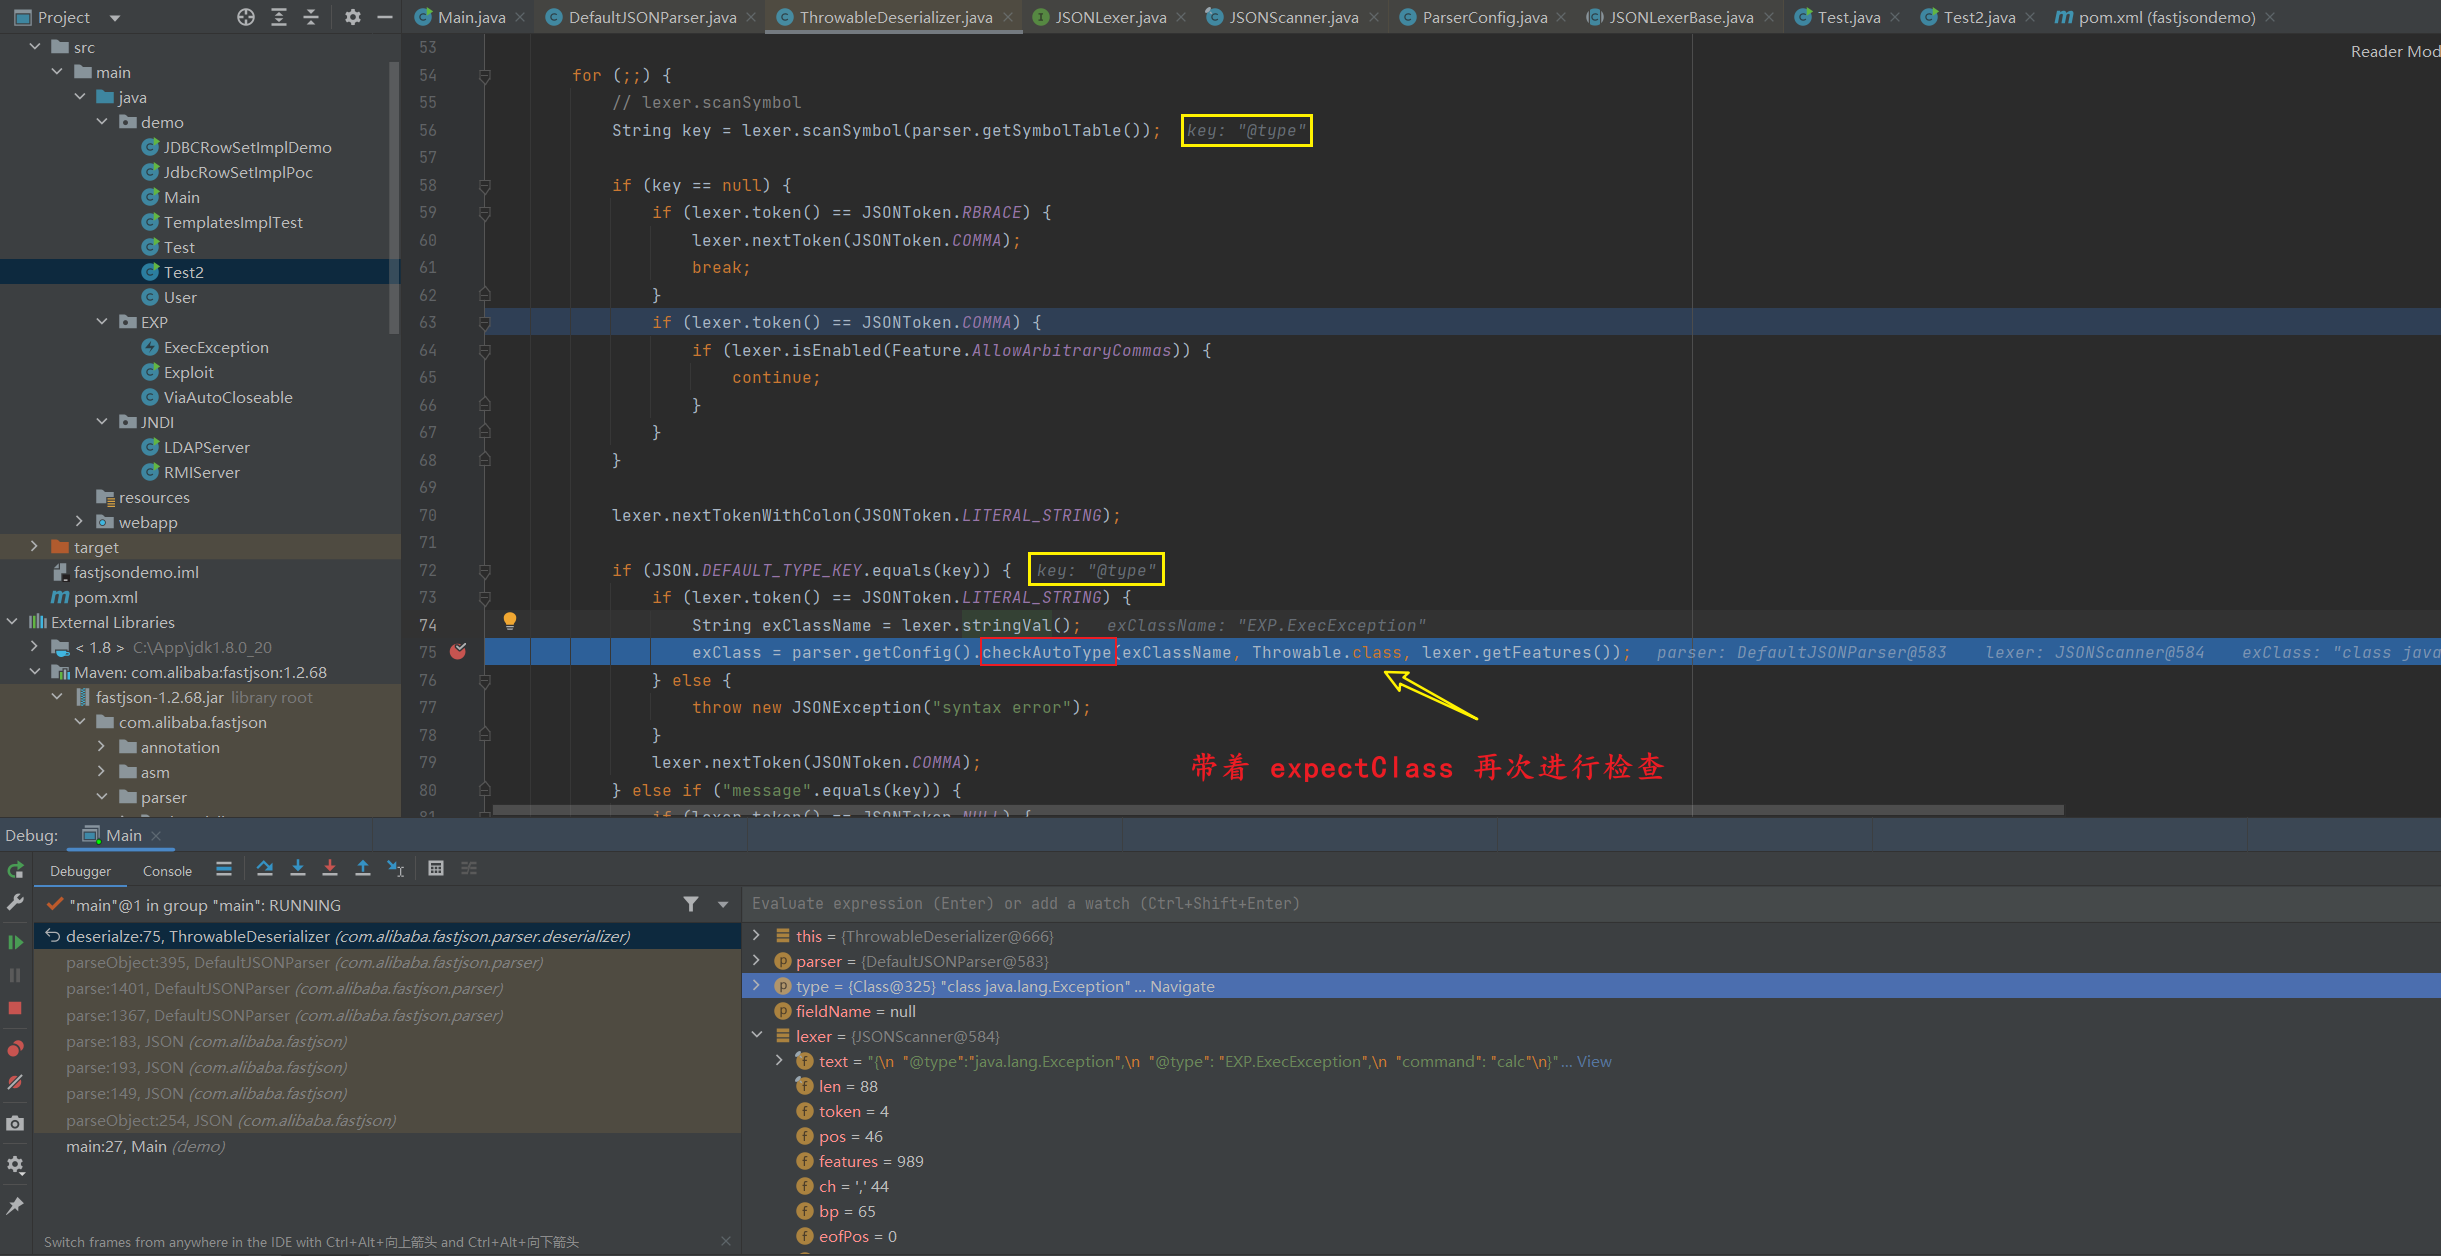 Project
Main.java
DefaultJSONParser.java
ThrowableDeserializer.java
JSONLexer.java
JSONScanner.java
ParserConfig.java
JSONLexerBase.java
Test.java
Test2.java
pom.xml (fastjsondemo)
src
main
java
demo
JDBCRowSetImplDemo
JdbcRowSetImplPoc
Main
TemplatesImplTest
Test
Test2
User
EXP
ExecException
Exploit
ViaAutoCloseable
JNDI
LDAPServer
RMIServer
resources
webapp
target
fastjsondemo.iml
pom.xml
External Libraries
< 1.8 > C:\App\jdk1.8.0_20
Maven: com.alibaba:fastjson:1.2.68
fastjson-1.2.68.jar library root
com.alibaba.fastjson
annotation
asm
parser
Reader Mod
53
54 for (;;) {
55 // lexer.scanSymbol
56 String key = lexer.scanSymbol(parser.getSymbolTable()); key: "@type"
57
58 if (key == null) {
59 if (lexer.token() == JSONToken.RBRACE) {
60 lexer.nextToken(JSONToken.COMMA);
61 break;
62 }
63 if (lexer.token() == JSONToken.COMMA) {
64 if (lexer.isEnabled(Feature.AllowArbitraryCommas)) {
65 continue;
66 }
67 }
68 }
69
70 lexer.nextTokenWithColon(JSONToken.LITERAL_STRING);
71
72 if (JSON.DEFAULT_TYPE_KEY.equals(key)) { key: "@type"
73 if (lexer.token() == JSONToken.LITERAL_STRING) {
74 String exClassName = lexer.stringVal(); exClassName: "EXP.ExecException"
75 exClass = parser.getConfig().checkAutoType(exClassName, Throwable.class, lexer.getFeatures()); parser: DefaultJSONParser@583 lexer: JSONScanner@584 exClass: "class java
76 } else {
77 throw new JSONException("syntax error");
78 }
79 lexer.nextToken(JSONToken.COMMA);
80 } else if ("message".equals(key)) {
81 if (lexer.token() == JSONToken.NULL) {
带着 expectClass 再次进行检查
Debug: Main
Debugger
Console
"main"@1 in group "main": RUNNING
deserialze:75, ThrowableDeserializer (com.alibaba.fastjson.parser.deserializer)
parseObject:395, DefaultJSONParser (com.alibaba.fastjson.parser)
parse:1401, DefaultJSONParser (com.alibaba.fastjson.parser)
parse:1367, DefaultJSONParser (com.alibaba.fastjson.parser)
parse:183, JSON (com.alibaba.fastjson)
parse:193, JSON (com.alibaba.fastjson)
parse:149, JSON (com.alibaba.fastjson)
parseObject:254, JSON (com.alibaba.fastjson)
main:27, Main (demo)
Switch frames from anywhere in the IDE with Ctrl+Alt+向上箭头 and Ctrl+Alt+向下箭头
Evaluate expression (Enter) or add a watch (Ctrl+Shift+Enter)
this = {ThrowableDeserializer@666}
parser = {DefaultJSONParser@583}
type = {Class@325} "class java.lang.Exception" ... Navigate
fieldName = null
lexer = {JSONScanner@584}
text = "{\n "@type":"java.lang.Exception",\n "@type": "EXP.ExecException",\n "command": "calc"\n}"... View
len = 88
token = 4
pos = 46
features = 989
ch = ',' 44
bp = 65
eofPos = 0